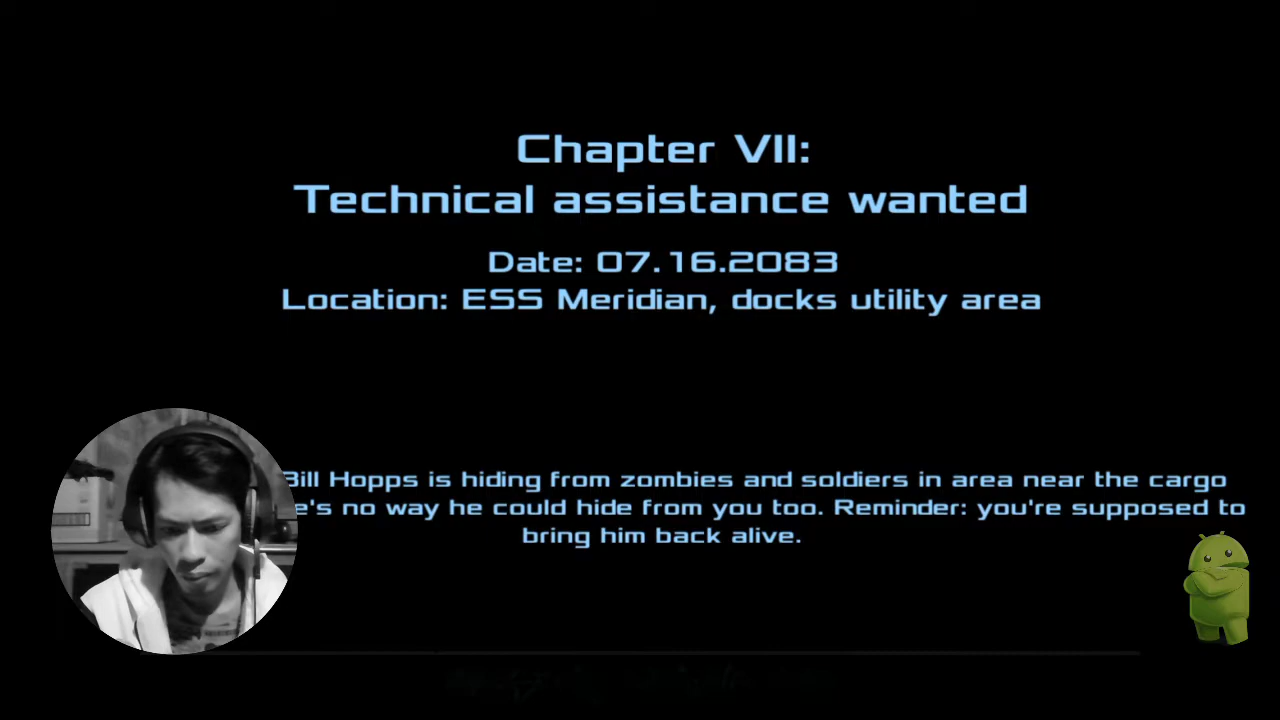 Chapter VII:
Technical assistance wanted
Date: 07.16.2083
Location: ESS Meridian, docks utility area
Bill Hopps is hiding from zombies and soldiers in area near the cargo
no way he could hide from you too. Reminder: you're supposed to
bring him back alive.